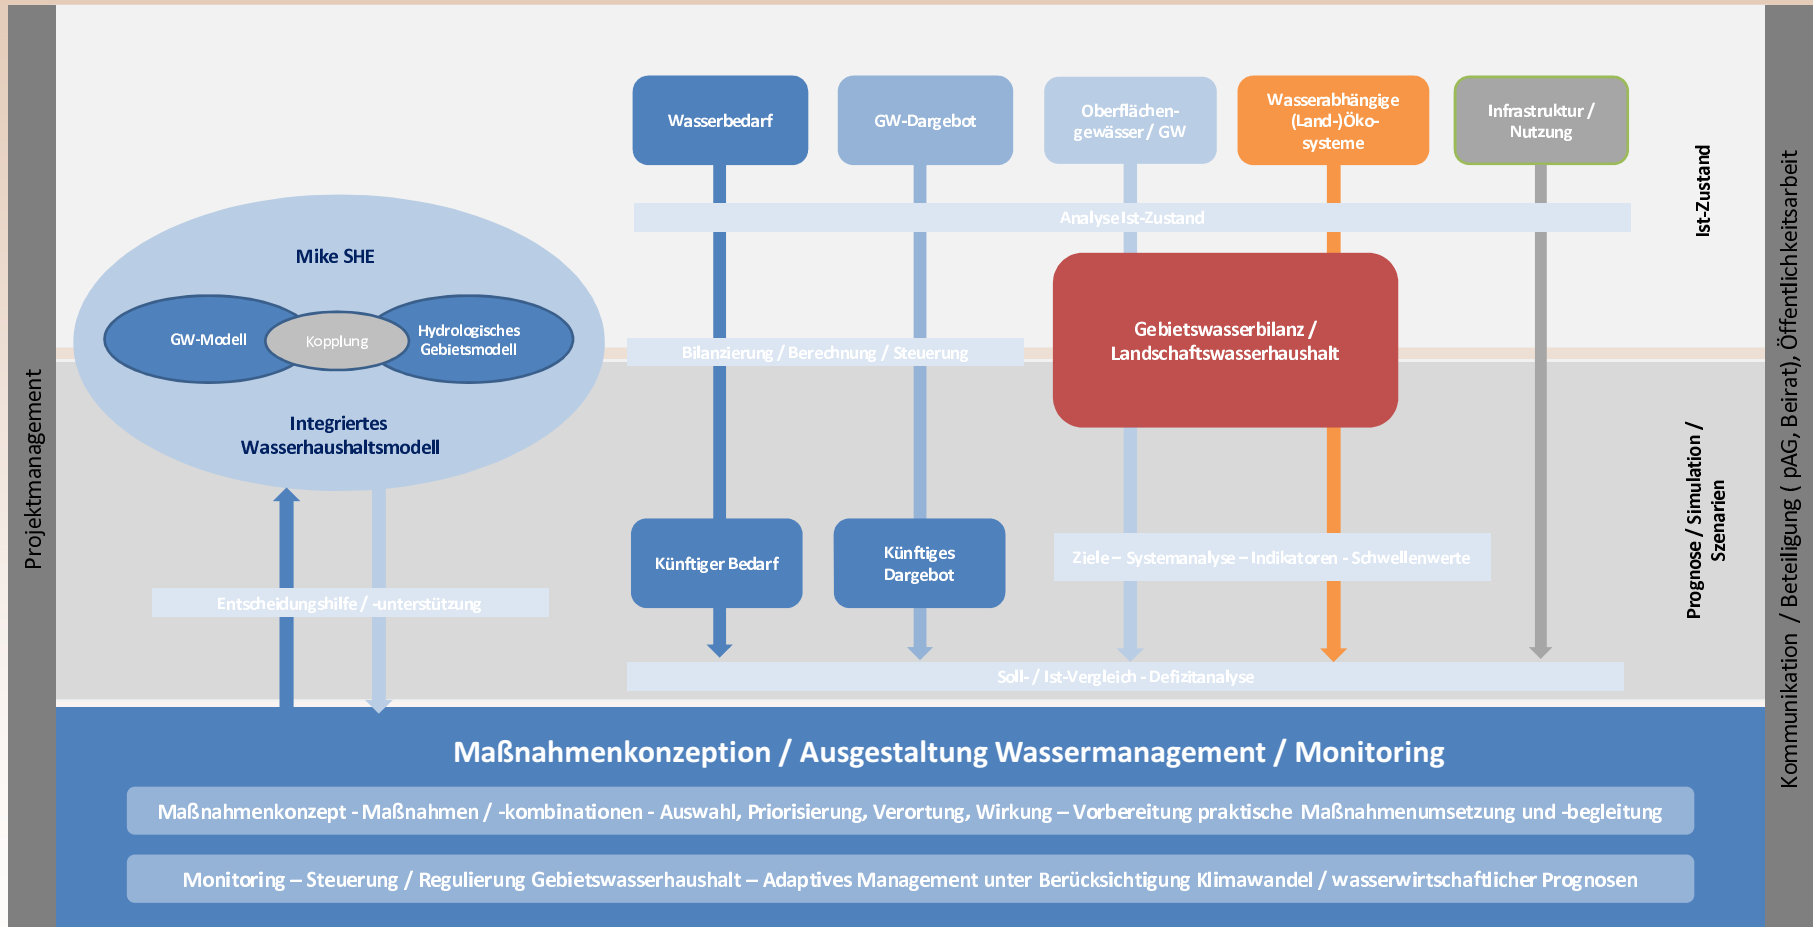 Projektmanagement
Wasserbedarf
GW-Dargebot
Oberflächen-
gewässer / GW
Wasserabhängige
(Land-)Öko-
systeme
Infrastruktur /
Nutzung
Ist-Zustand
Analyse Ist-Zustand
Mike SHE
GW-Modell
Kopplung
Hydrologisches
Gebietsmodell
Integriertes
Wasserhaushaltsmodell
Bilanzierung / Berechnung / Steuerung
Gebietswasserbilanz /
Landschaftswasserhaushalt
Künftiger Bedarf
Künftiges
Dargebot
Ziele – Systemanalyse – Indikatoren - Schwellenwerte
Prognose / Simulation /
Szenarien
Entscheidungshilfe / -unterstützung
Soll- / Ist-Vergleich - Defizitanalyse
Kommunikation / Beteiligung ( pAG, Beirat), Öffentlichkeitsarbeit
Maßnahmenkonzeption / Ausgestaltung Wassermanagement / Monitoring
Maßnahmenkonzept - Maßnahmen / -kombinationen - Auswahl, Priorisierung, Verortung, Wirkung – Vorbereitung praktische Maßnahmenumsetzung und -begleitung
Monitoring – Steuerung / Regulierung Gebietswasserhaushalt – Adaptives Management unter Berücksichtigung Klimawandel / wasserwirtschaftlicher Prognosen